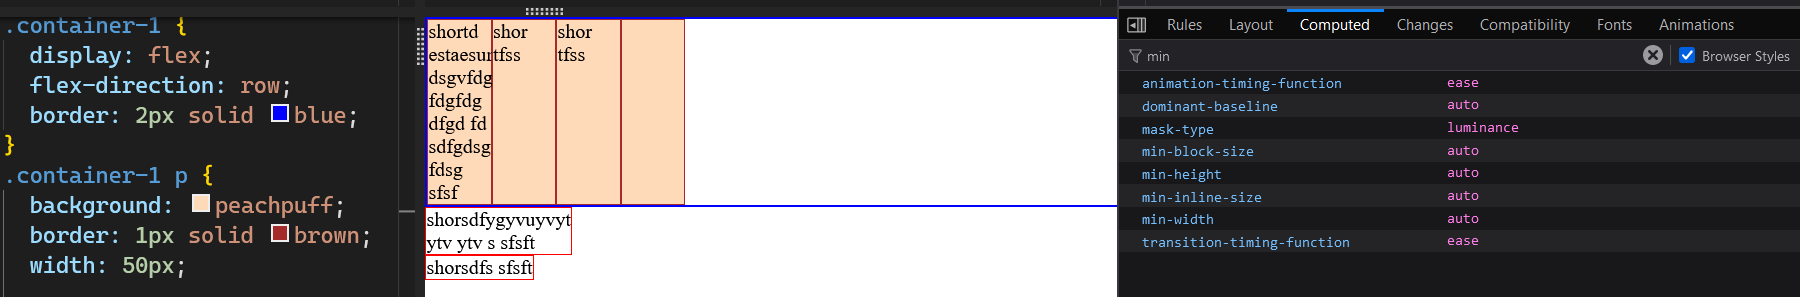 .container-1 {
display: flex;
flex-direction: row;
border: 2px solid blue;
}
.container-1 p {
background: peachpuff;
border: 1px solid brown;
width: 50px;
shortd
estaesur
dsgvfdg
fdgfdg
dfgd fd
sdfgdsg
fdsg
sfsf
shor
tfss
shor
tfss
shorsdfygyvuyvyt
ytv ytv s sfsft
shorsdfs sfsft
Rules Layout Computed Changes Compatibility Fonts Animations
min Browser Styles
animation-timing-function ease
dominant-baseline auto
mask-type luminance
min-block-size auto
min-height auto
min-inline-size auto
min-width auto
transition-timing-function ease